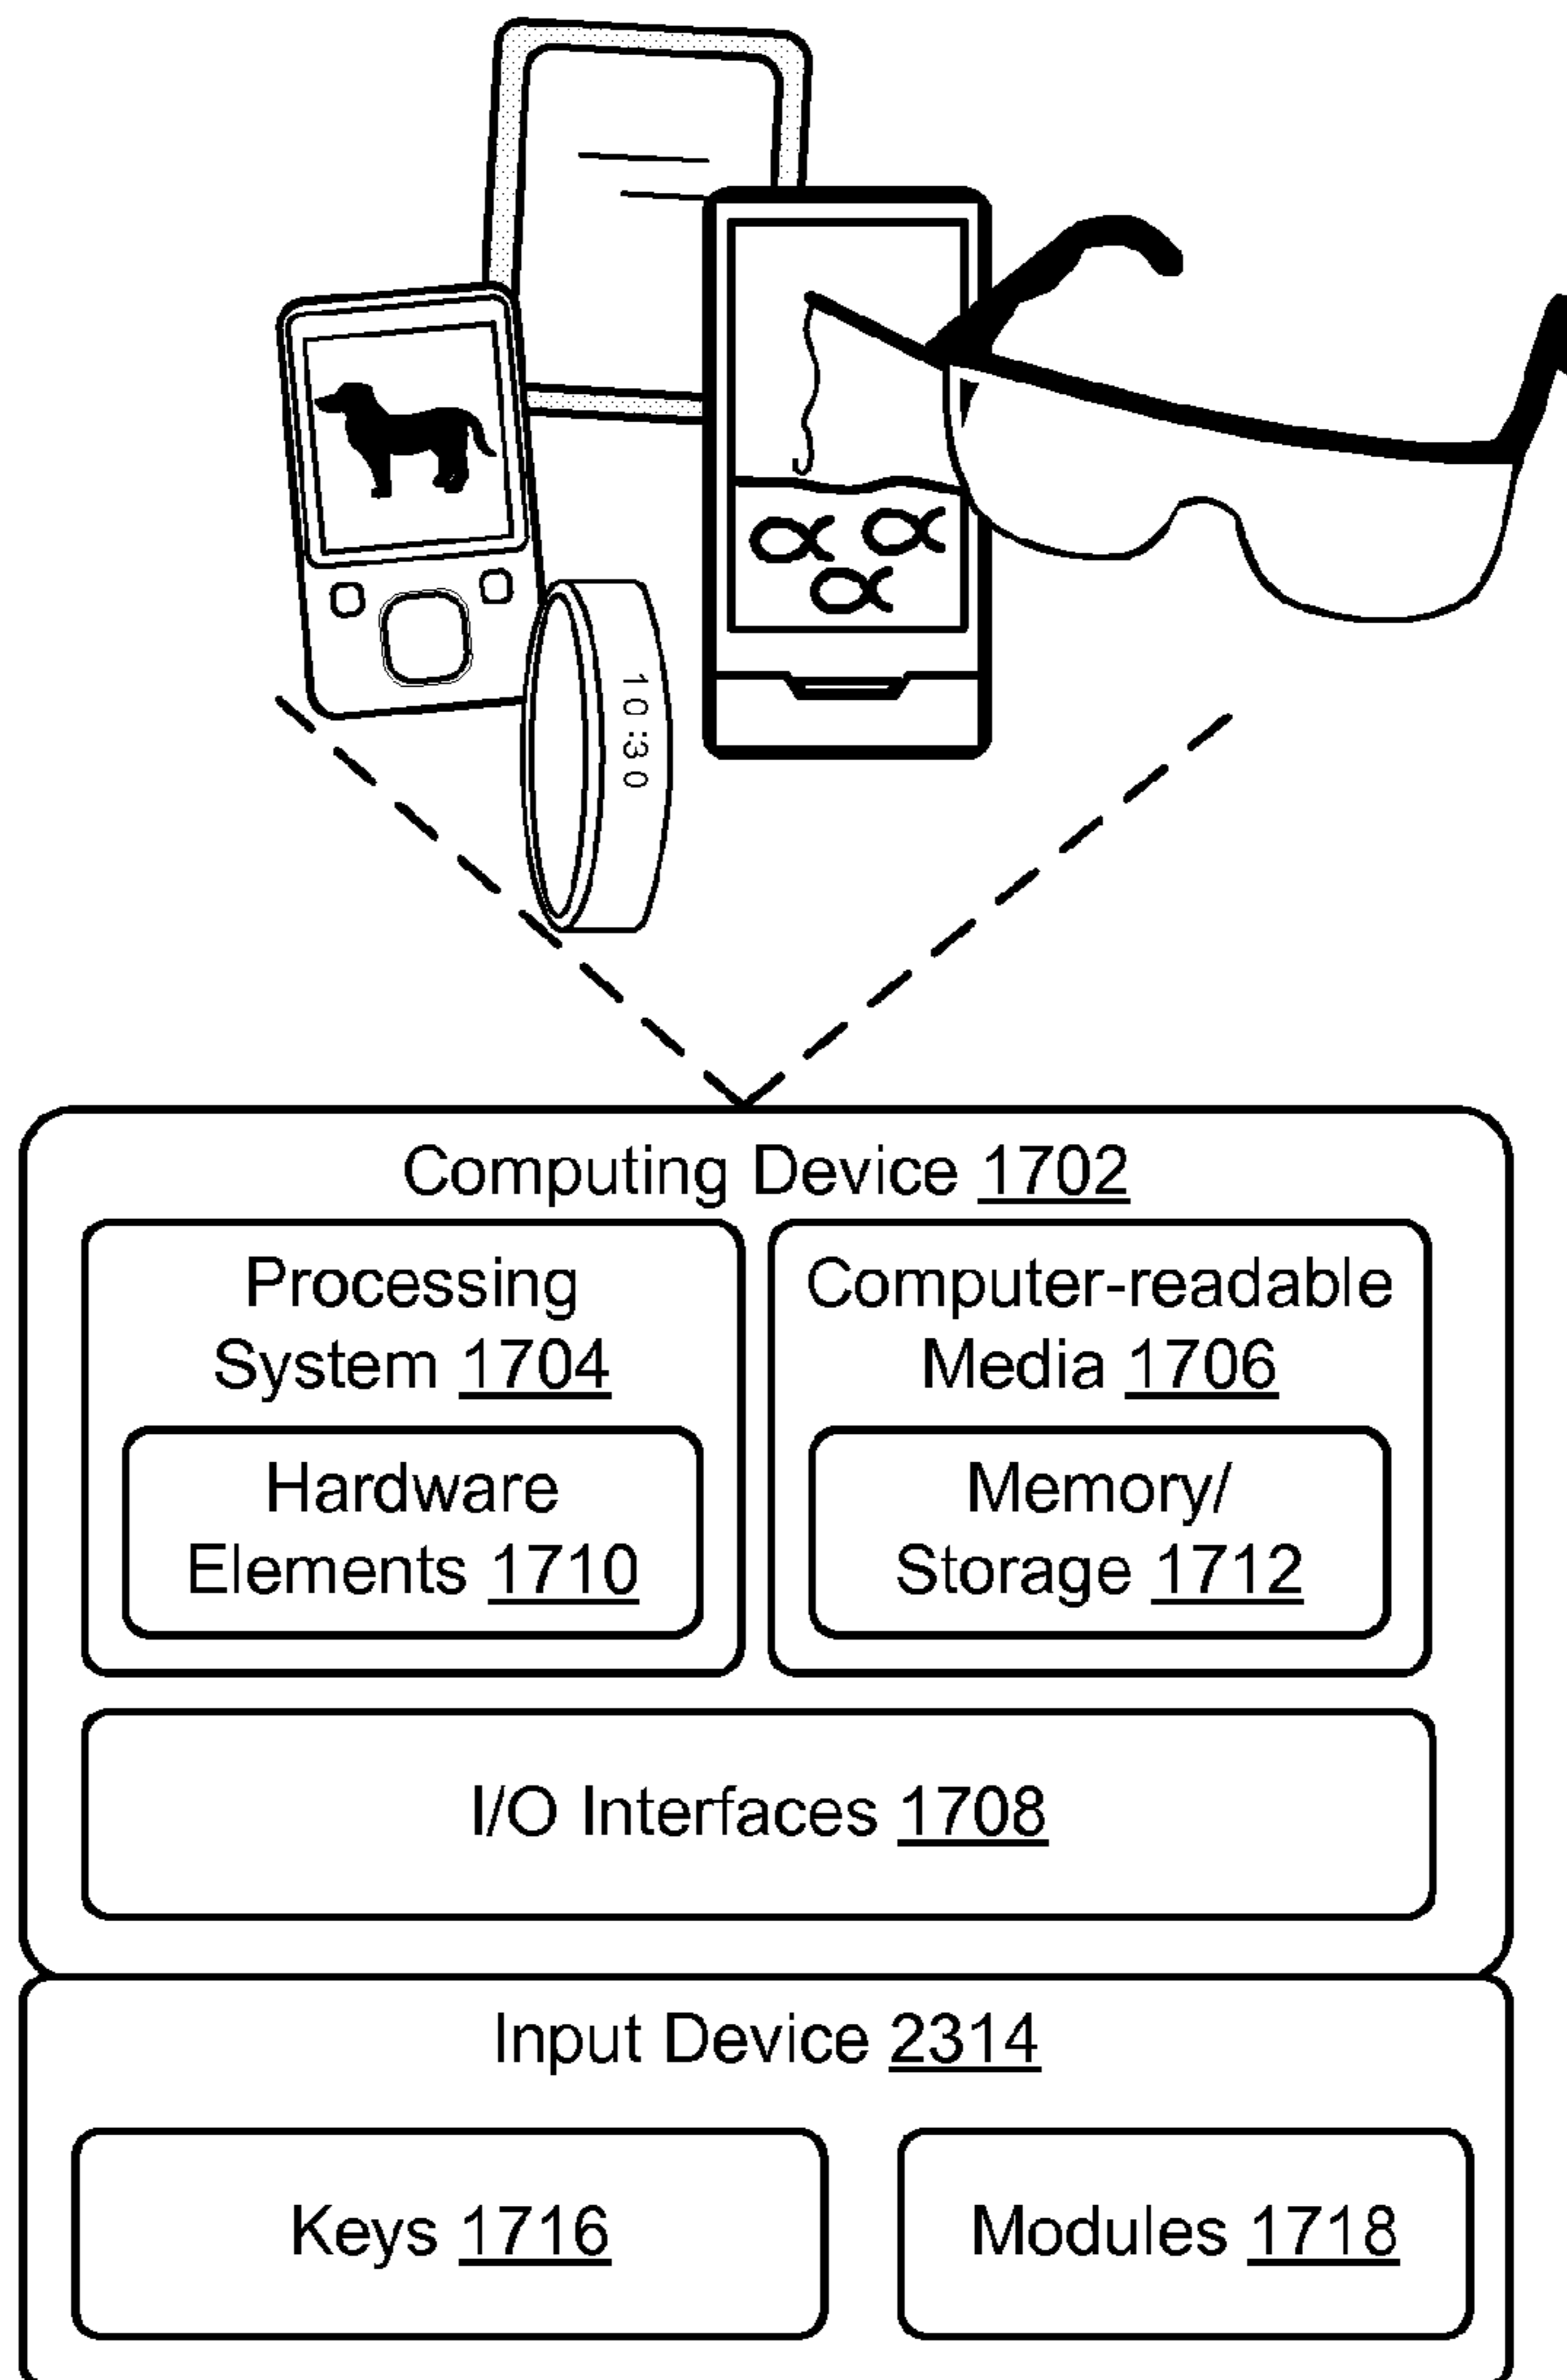 10:30
Computing Device 1702
Processing
System 1704
Hardware
Elements 1710
Computer-readable
Media 1706
Memory/
Storage 1712
I/O Interfaces 1708
Input Device 2314
Keys 1716
Modules 1718